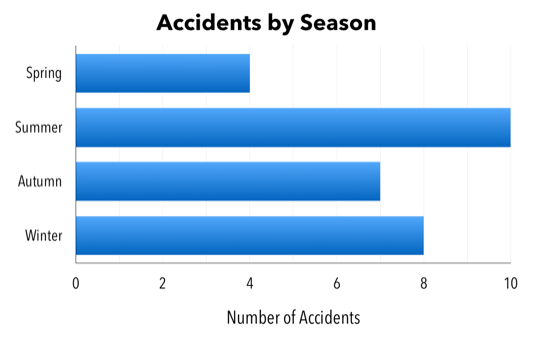 Accidents by Season
Spring
Summer
Autumn
Winter
0 2 4 6 8 10
Number of Accidents